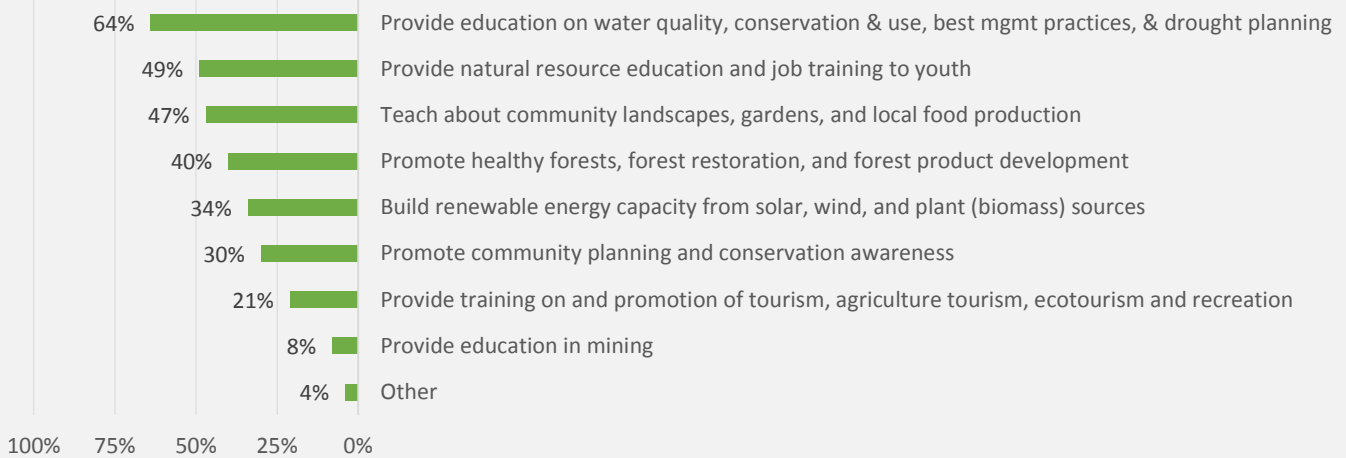 64% Provide education on water quality, conservation & use, best mgmt practices, & drought planning
49% Provide natural resource education and job training to youth
47% Teach about community landscapes, gardens, and local food production
40% Promote healthy forests, forest restoration, and forest product development
34% Build renewable energy capacity from solar, wind, and plant (biomass) sources
30% Promote community planning and conservation awareness
21% Provide training on and promotion of tourism, agriculture tourism, ecotourism and recreation
8% Provide education in mining
4% Other
100% 75% 50% 25% 0%